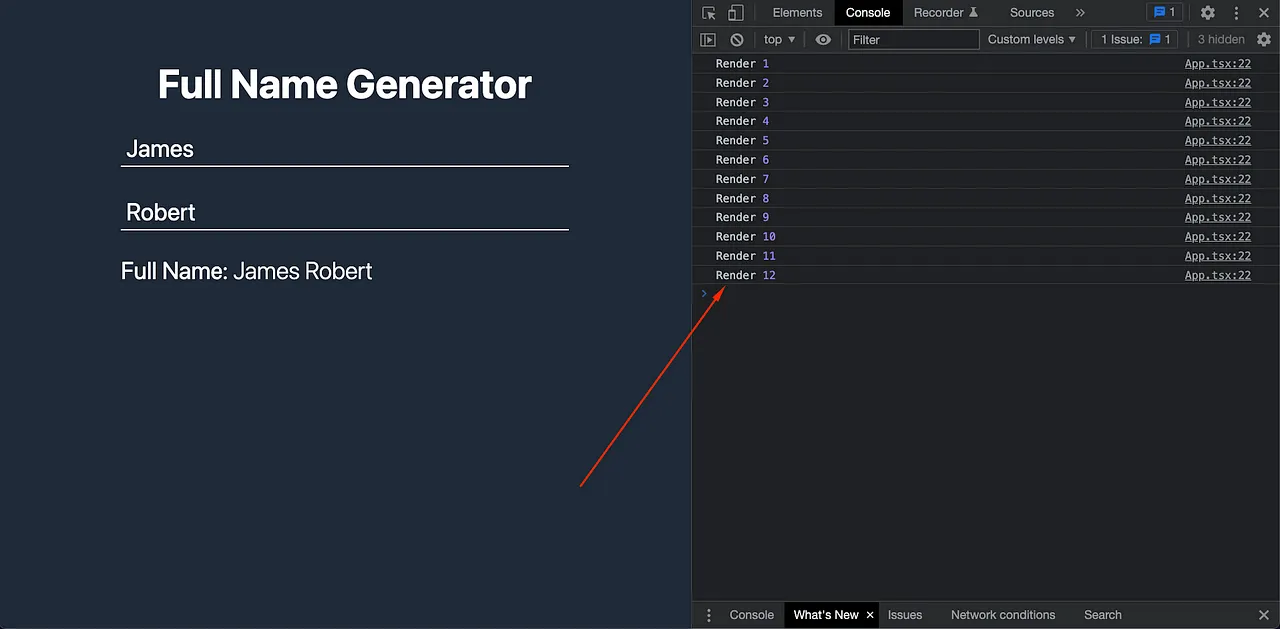 Full Name Generator
James
Robert
Full Name: James Robert
Elements Console Recorder Sources » 1
top ▼ Filter Custom levels ▼ 1 Issue: 1 3 hidden
Render 1 App.tsx:22
Render 2 App.tsx:22
Render 3 App.tsx:22
Render 4 App.tsx:22
Render 5 App.tsx:22
Render 6 App.tsx:22
Render 7 App.tsx:22
Render 8 App.tsx:22
Render 9 App.tsx:22
Render 10 App.tsx:22
Render 11 App.tsx:22
Render 12 App.tsx:22
Console What's New × Issues Network conditions Search